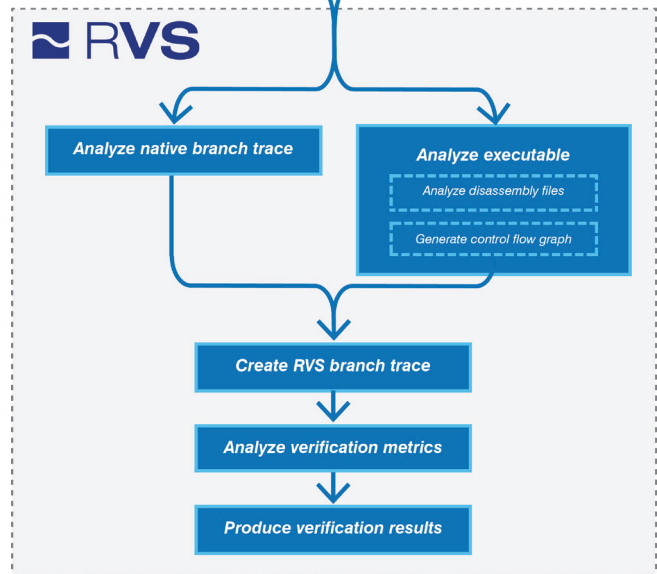 RVS
Analyze native branch trace
Analyze executable
Analyze disassembly files
Generate control flow graph
Create RVS branch trace
Analyze verification metrics
Produce verification results